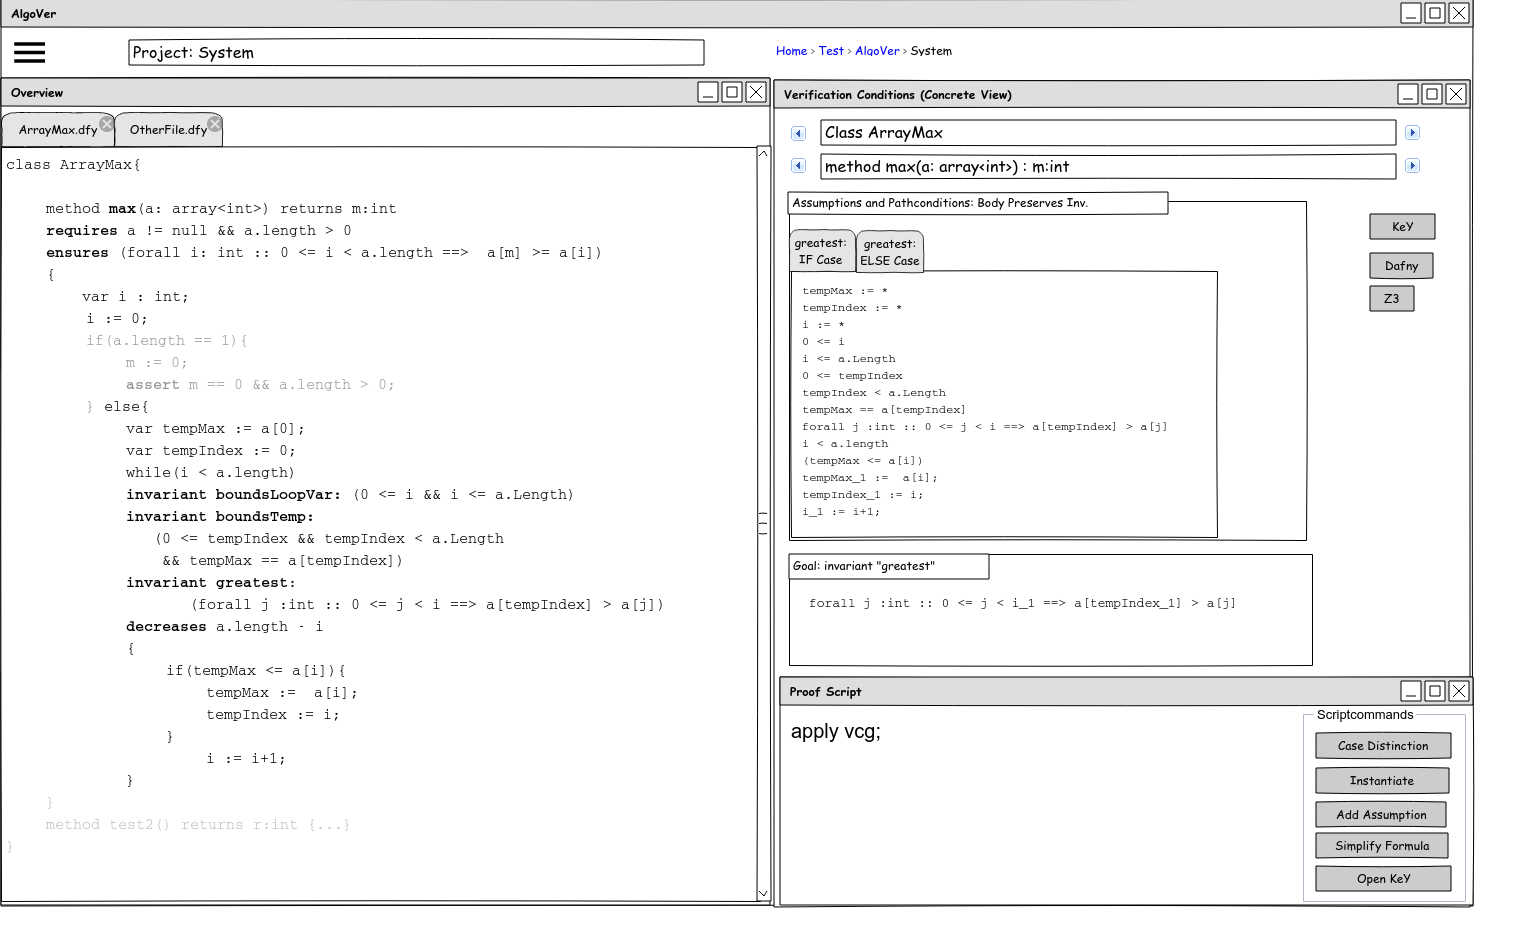 AlgoVer
Project: System
Home > Test > AlgoVer > System
Overview
ArrayMax.dfy
OtherFile.dfy
class ArrayMax{
method max(a: array<int>) returns m:int
requires a != null && a.length > 0
ensures (forall i: int :: 0 <= i < a.length ==>  a[m] >= a[i])
{
var i : int;
i := 0;
if(a.length == 1){
m := 0;
assert m == 0 && a.length > 0;
} else{
var tempMax := a[0];
var tempIndex := 0;
while(i < a.length)
invariant boundsLoopVar: (0 <= i && i <= a.Length)
invariant boundsTemp:
(0 <= tempIndex && tempIndex < a.Length
&& tempMax == a[tempIndex])
invariant greatest:
(forall j :int :: 0 <= j < i ==> a[tempIndex] > a[j])
decreases a.length - i
{
if(tempMax <= a[i]){
tempMax :=  a[i];
tempIndex := i;
}
i := i+1;
}
}
method test2() returns r:int {...}
}
Verification Conditions (Concrete View)
Class ArrayMax
method max(a: array<int>) : m:int
Assumptions and Pathconditions: Body Preserves Inv.
greatest:
IF Case
greatest:
ELSE Case
tempMax := *
tempIndex := *
i := *
0 <= i
i <= a.Length
0 <= tempIndex
tempIndex < a.Length
tempMax == a[tempIndex]
forall j :int :: 0 <= j < i ==> a[tempIndex] > a[j]
i < a.length
(tempMax <= a[i])
tempMax_1 :=  a[i];
tempIndex_1 := i;
i_1 := i+1;
KeY
Dafny
Z3
Goal: invariant "greatest"
forall j :int :: 0 <= j < i_1 ==> a[tempIndex_1] > a[j]
Proof Script
apply vcg;
Scriptcommands
Case Distinction
Instantiate
Add Assumption
Simplify Formula
Open KeY